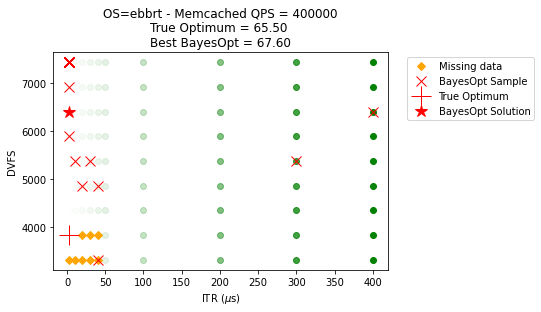 OS=ebbrt - Memcached QPS = 400000
True Optimum = 65.50
Best BayesOpt = 67.60
Missing data
BayesOpt Sample
True Optimum
BayesOpt Solution
DVFS
7000
6000
5000
4000
0 50 100 150 200 250 300 350 400
ITR (μs)